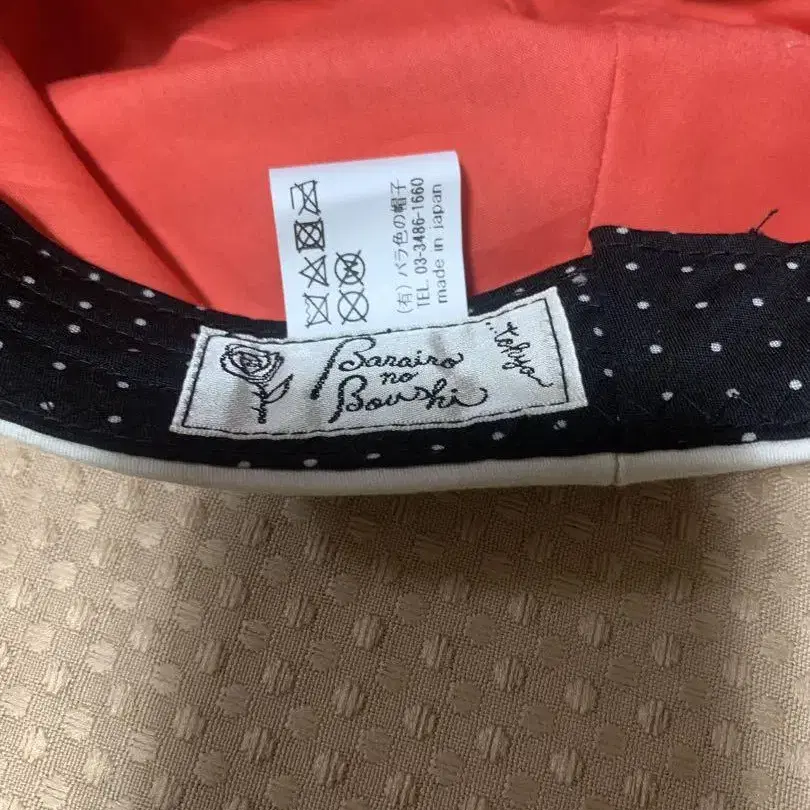 (有) バラ色の帽子
TEL. 03-3486-1660
made in japan
Barairo
no
Boushi
...tokyo